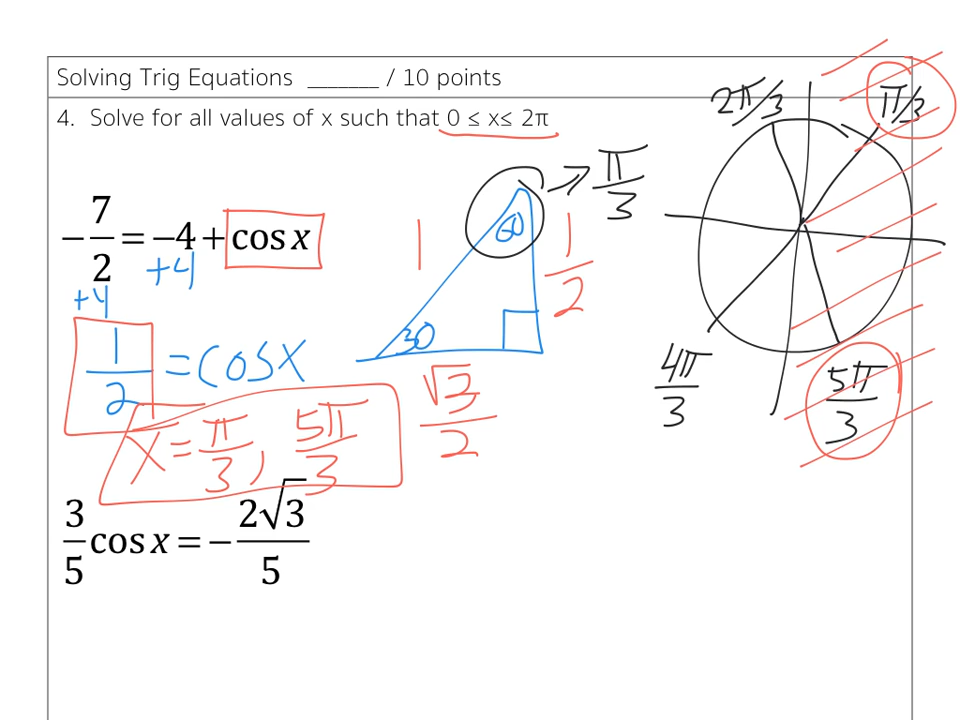 Solving Trig Equations _______ / 10 points
4. Solve for all values of x such that 0 ≤ x≤ 2π
2π/3
π/3
-7/2 = -4 + cos x
+4
+4
60
→ π/3
1
1/2
30
√3/2
1/2 = cosx
x = π/3, 5π/3
4π/3
5π/3
3/5 cos x = - 2√3/5